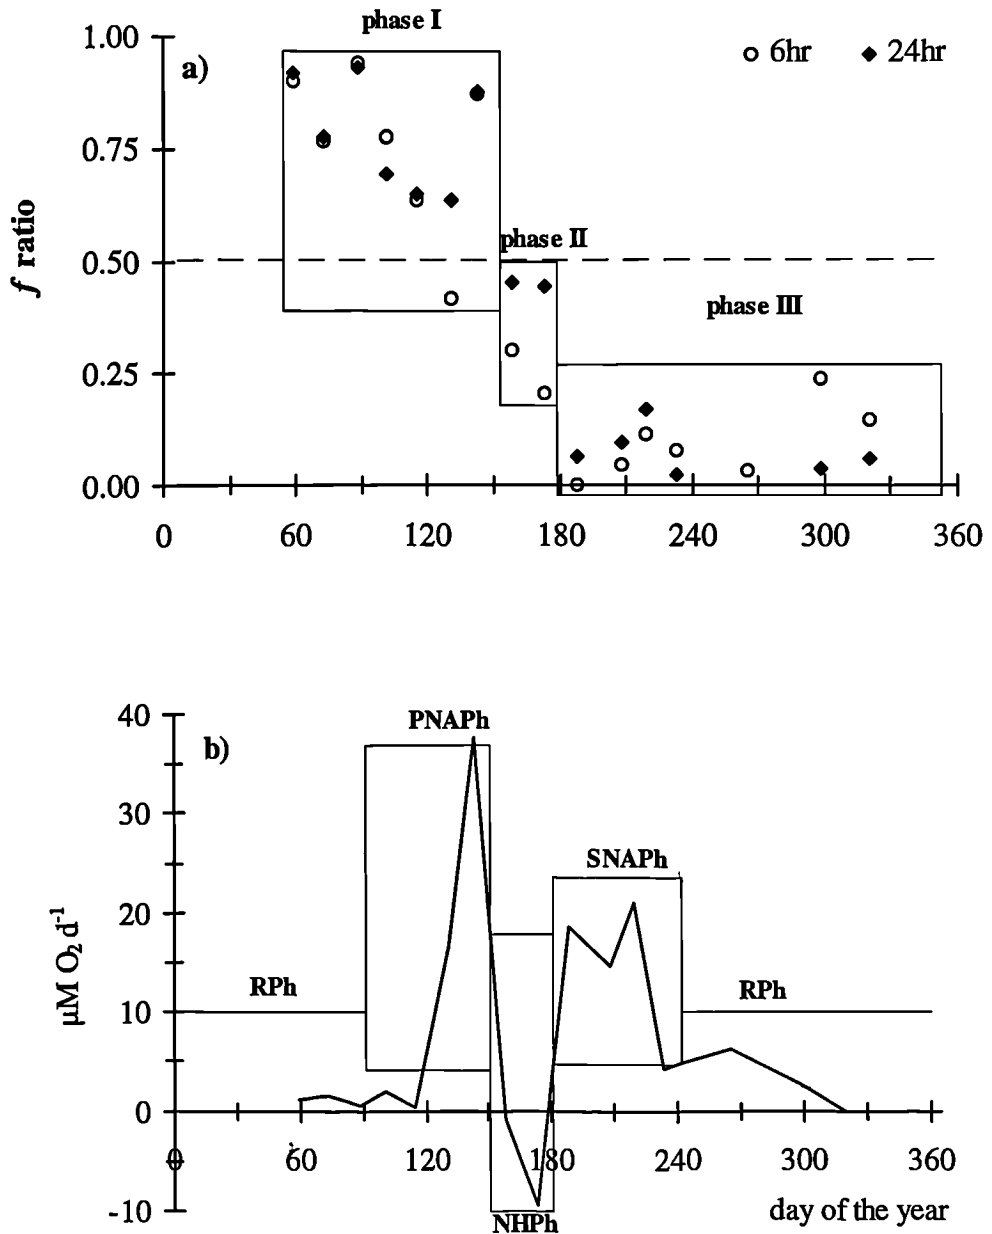 phase I
1.00
a)
6hr
24hr
0.75
phase II
0.50
phase III
f ratio
0.25
0.00
0 60 120 180 240 300 360
40
PNAPh
b)
30
SNAPh
20
µM O₂ d⁻¹
RPh
RPh
10
0
0 60 120 180 240 300 360
-10
NHPh
day of the year